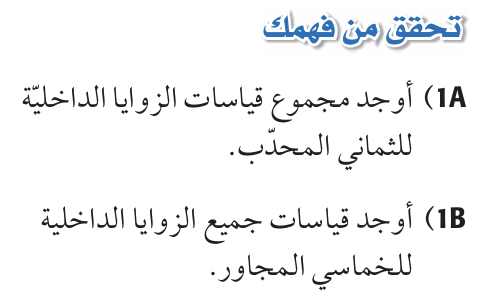 تحقق من فهمك
1A) أوجد مجموع قياسات الزوايا الداخليّة
للثماني المحدّب.
1B) أوجد قياسات جميع الزوايا الداخلية
للخماسي المجاور.